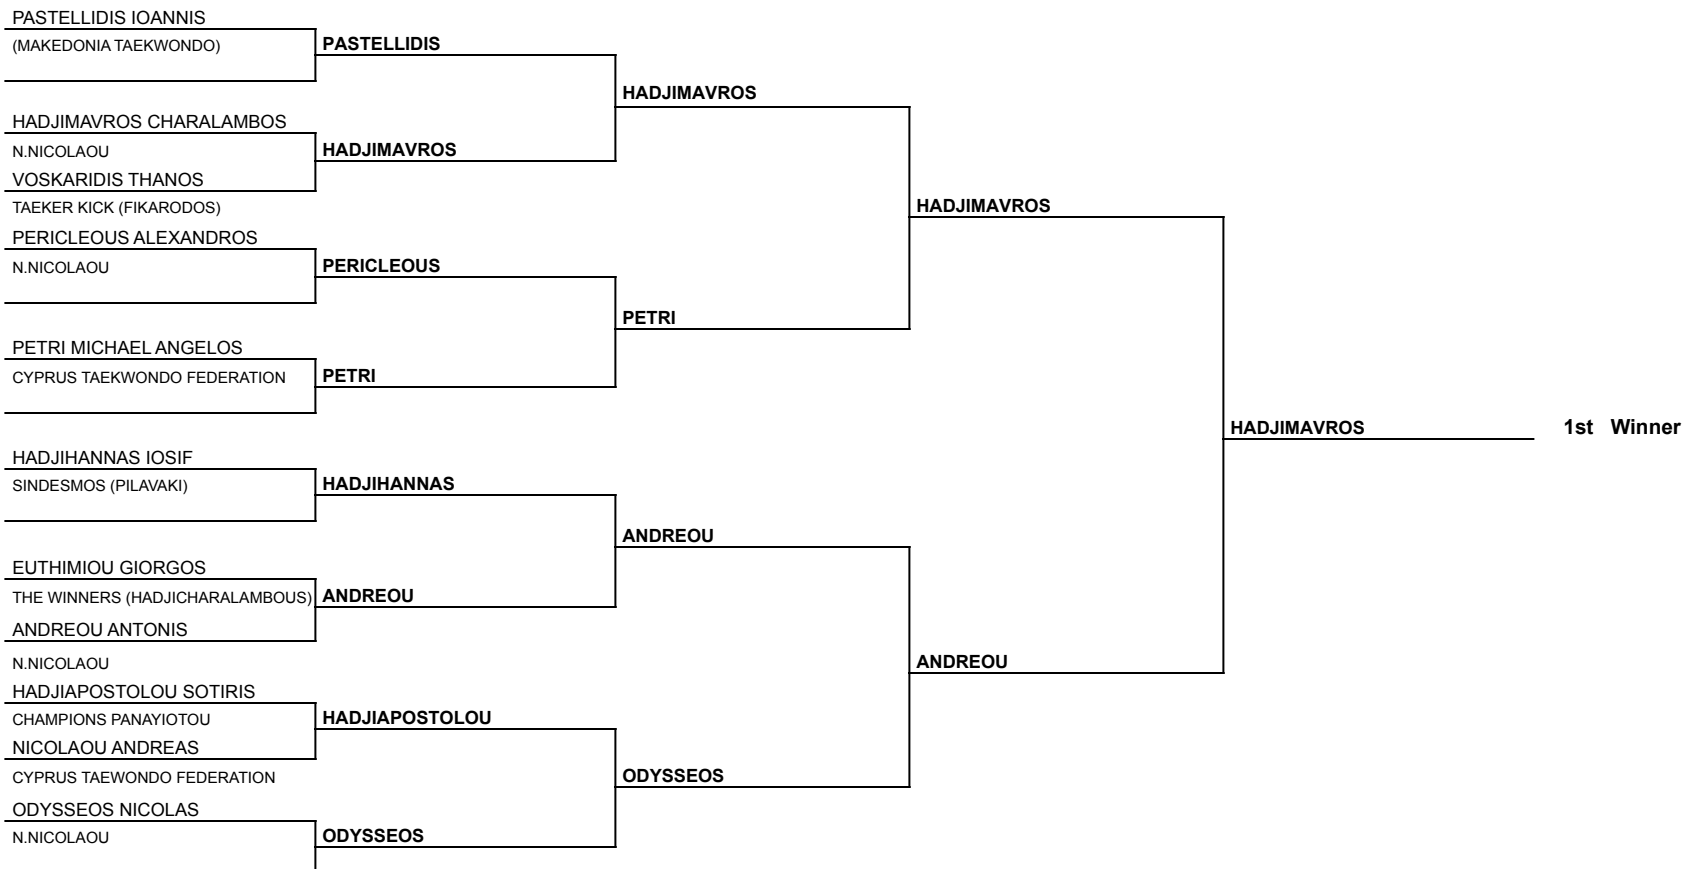 PASTELLIDIS IOANNIS
(MAKEDONIA TAEKWONDO)
PASTELLIDIS
HADJIMAVROS
HADJIMAVROS CHARALAMBOS
N.NICOLAOU
HADJIMAVROS
VOSKARIDIS THANOS
TAEKER KICK (FIKARODOS)
HADJIMAVROS
PERICLEOUS ALEXANDROS
N.NICOLAOU
PERICLEOUS
PETRI
PETRI MICHAEL ANGELOS
CYPRUS TAEKWONDO FEDERATION
PETRI
HADJIMAVROS
1st Winner
HADJIHANNAS IOSIF
SINDESMOS (PILAVAKI)
HADJIHANNAS
ANDREOU
EUTHIMIOU GIORGOS
THE WINNERS (HADJICHARALAMBOUS)
ANDREOU
ANDREOU ANTONIS
N.NICOLAOU
ANDREOU
HADJIAPOSTOLOU SOTIRIS
CHAMPIONS PANAYIOTOU
HADJIAPOSTOLOU
NICOLAOU ANDREAS
CYPRUS TAEWONDO FEDERATION
ODYSSEOS
ODYSSEOS NICOLAS
N.NICOLAOU
ODYSSEOS